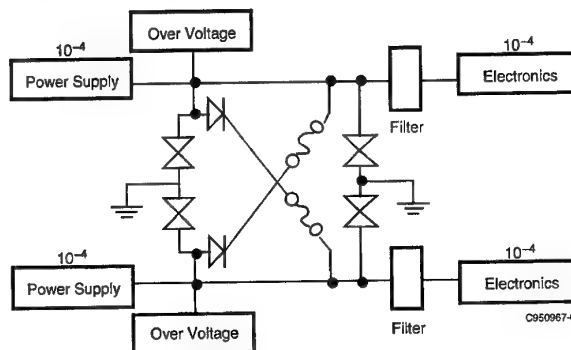 Over Voltage
10⁻⁴
Power Supply
10⁻⁴
Electronics
Filter
10⁻⁴
Power Supply
10⁻⁴
Electronics
Over Voltage
Filter